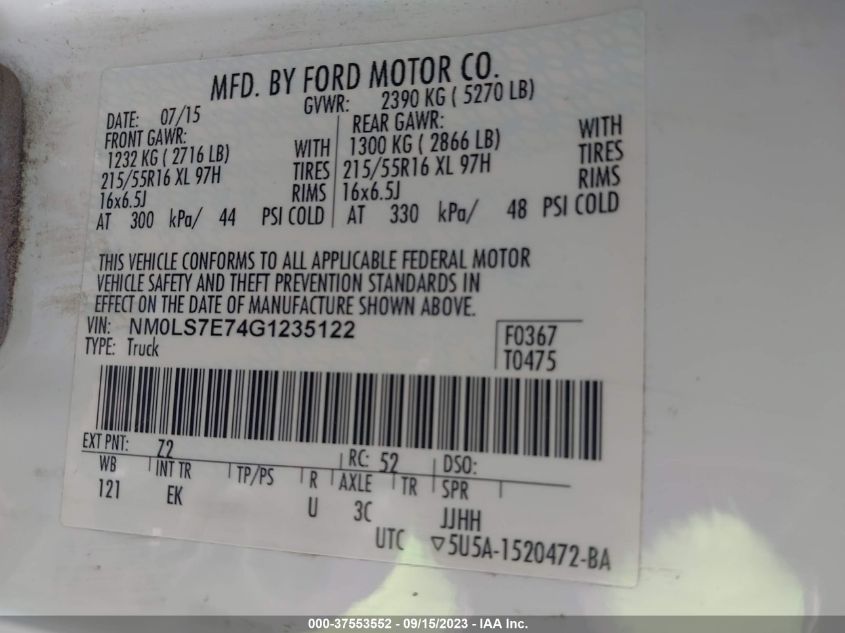 MFD. BY FORD MOTOR CO.
DATE: 07/15 GVWR: 2390 KG ( 5270 LB)
FRONT GAWR: REAR GAWR:
1232 KG ( 2716 LB) WITH 1300 KG ( 2866 LB) WITH
215/55R16 XL 97H TIRES 215/55R16 XL 97H TIRES
16x6.5J RIMS 16x6.5J RIMS
AT 300 kPa/ 44 PSI COLD AT 330 kPa/ 48 PSI COLD
THIS VEHICLE CONFORMS TO ALL APPLICABLE FEDERAL MOTOR
VEHICLE SAFETY AND THEFT PREVENTION STANDARDS IN
EFFECT ON THE DATE OF MANUFACTURE SHOWN ABOVE.
VIN: NM0LS7E74G1235122 F0367
TYPE: Truck T0475
EXT PNT: Z2 RC: 52 DSO:
WB INT TR TP/PS R AXLE TR SPR
121 EK U 3C JJHH
UTC ▽5U5A-1520472-BA
000-37553552 - 09/15/2023 - IAA Inc.